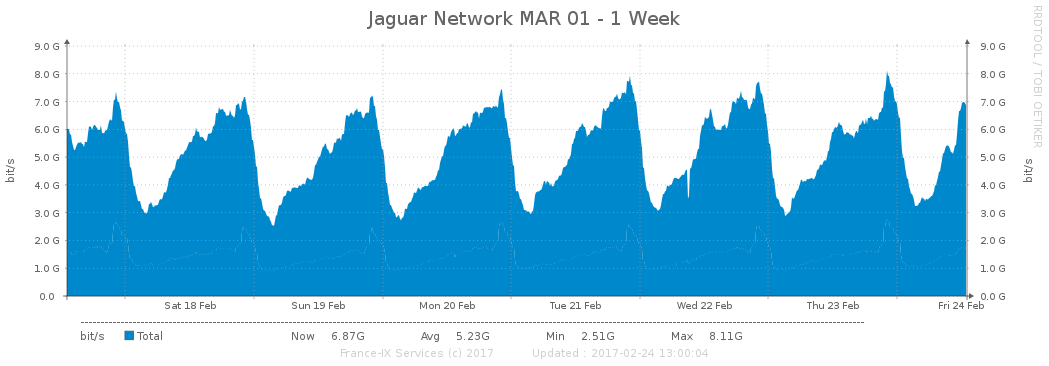 Jaguar Network MAR 01 - 1 Week
RRDTOOL / TOBI OETIKER
9.0 G 9.0 G
8.0 G 8.0 G
7.0 G 7.0 G
6.0 G 6.0 G
5.0 G 5.0 G
4.0 G 4.0 G
3.0 G 3.0 G
2.0 G 2.0 G
1.0 G 1.0 G
0.0 0.0 G
bit/s bit/s
Sat 18 Feb Sun 19 Feb Mon 20 Feb Tue 21 Feb Wed 22 Feb Thu 23 Feb Fri 24 Feb
bit/s Total Now 6.87G Avg 5.23G Min 2.51G Max 8.11G
France-IX Services (c) 2017 Updated : 2017-02-24 13:00:04